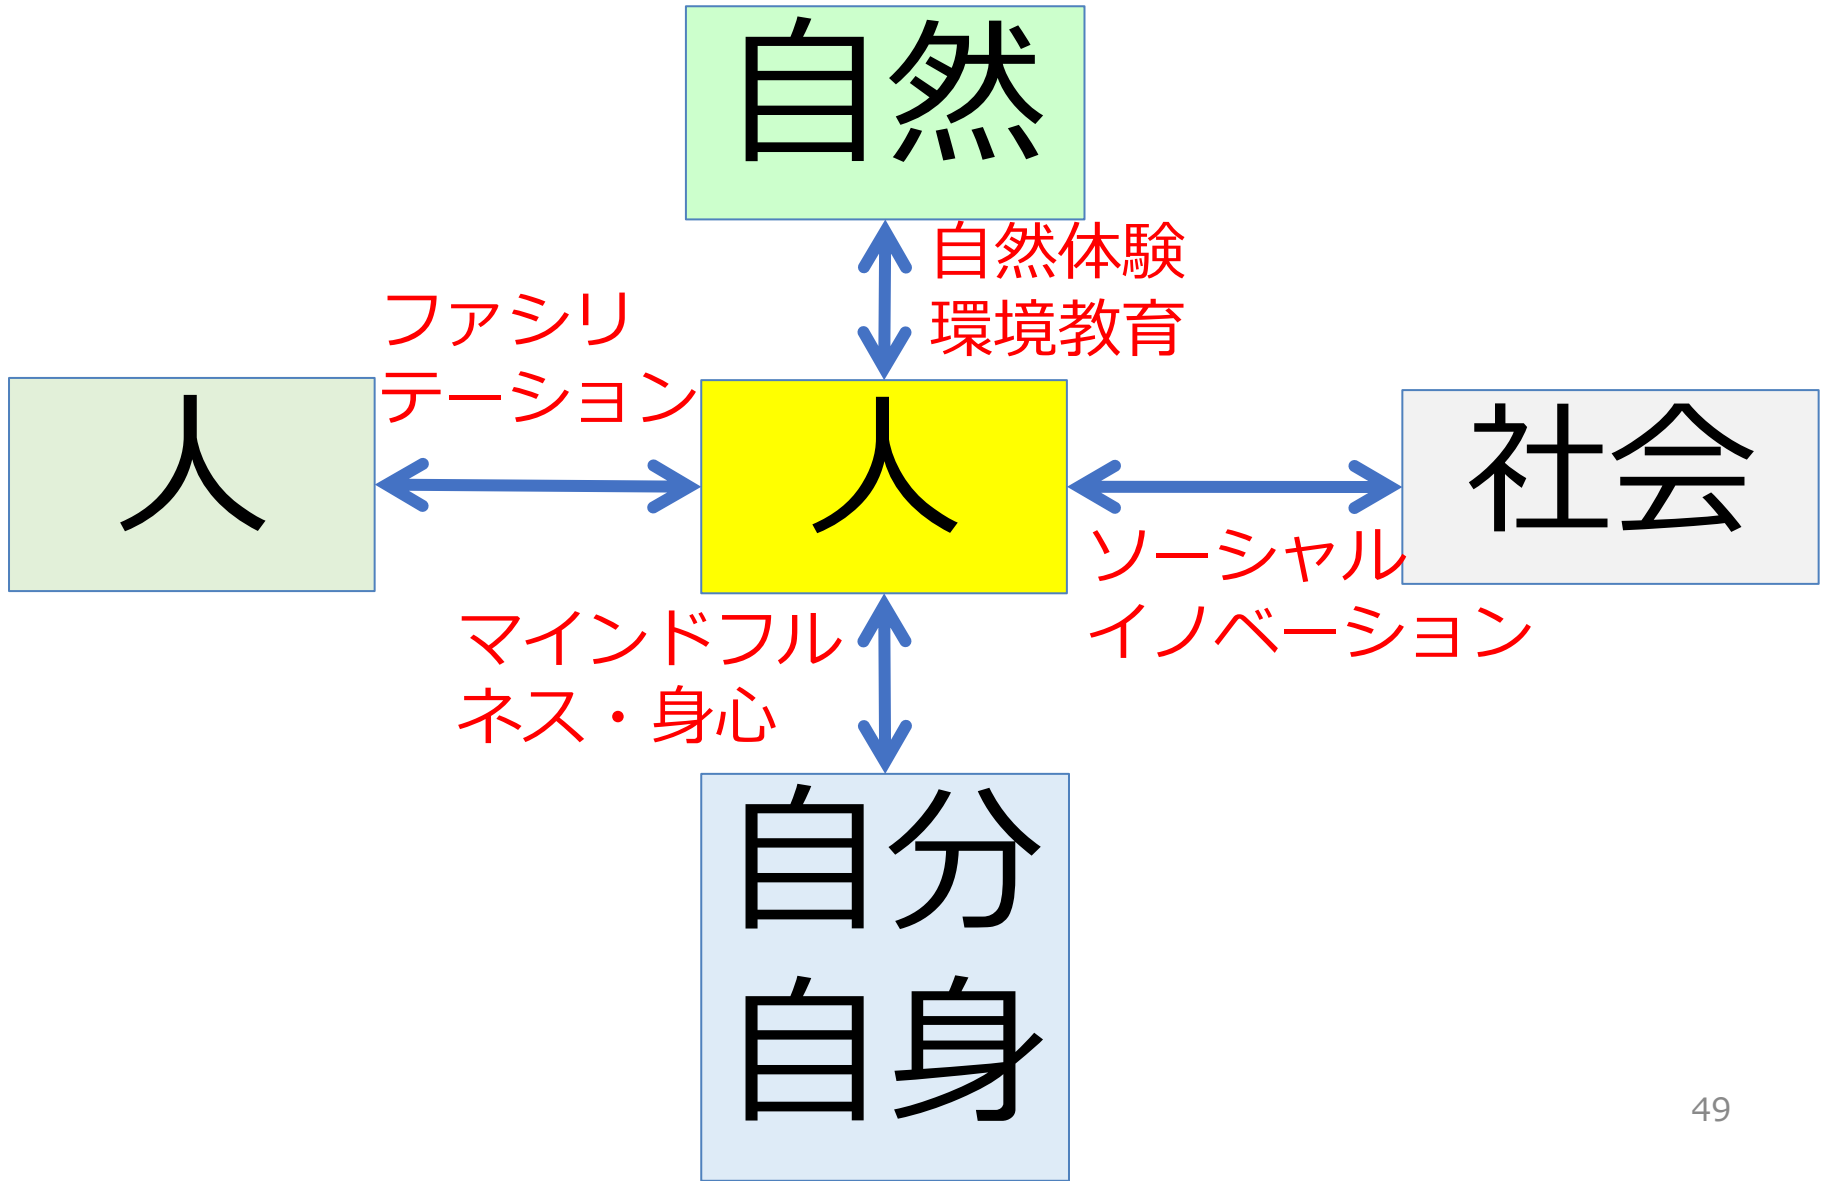 自然
自然体験
環境教育
ファシリ
テーション
人
人
社会
ソーシャル
イノベーション
マインドフル
ネス・身心
自分
自身
49